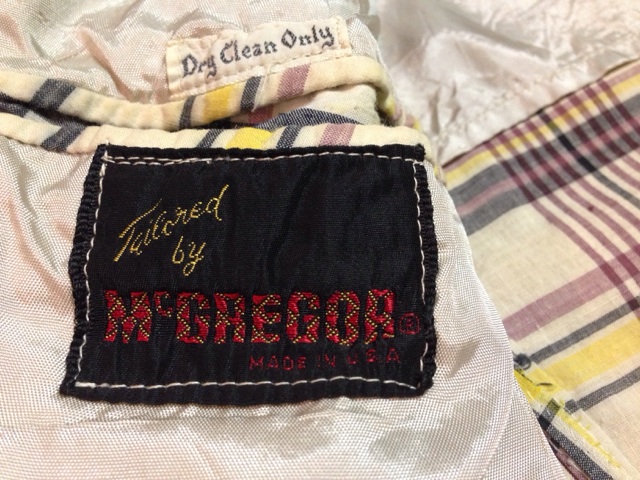 Dry Clean Only
Tailored
by
McGREGOR®
MADE IN U.S.A